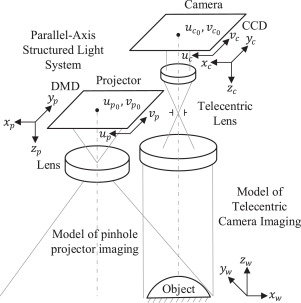 Camera
CCD
u_{c_0}, v_{c_0}
v_c
y_c
u_c
x_c
z_c
Parallel-Axis
Structured Light
System
DMD
Projector
y_p
x_p
z_p
u_{p_0}, v_{p_0}
v_p
u_p
Telecentric
Lens
Lens
Model of
Telecentric
Camera Imaging
Model of pinhole
projector imaging
Object
z_w
y_w
x_w